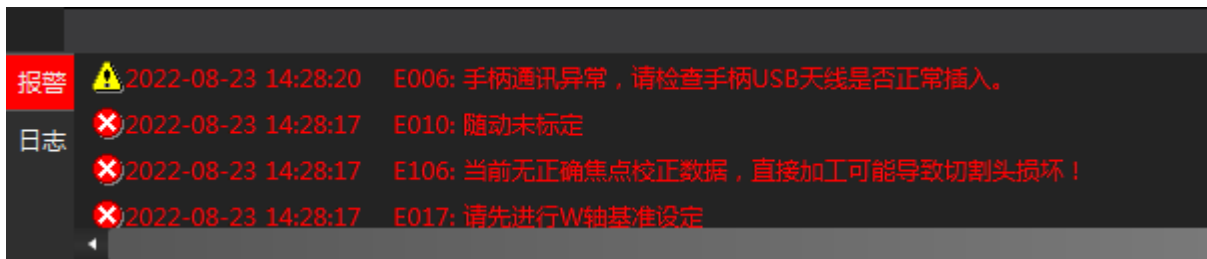 报警
2022-08-23 14:28:20 E006: 手柄通讯异常，请检查手柄USB天线是否正常插入。
日志
2022-08-23 14:28:17 E010: 随动未标定
2022-08-23 14:28:17 E106: 当前无正确焦点校正数据，直接加工可能导致切割头损坏！
2022-08-23 14:28:17 E017: 请先进行W轴基准设定